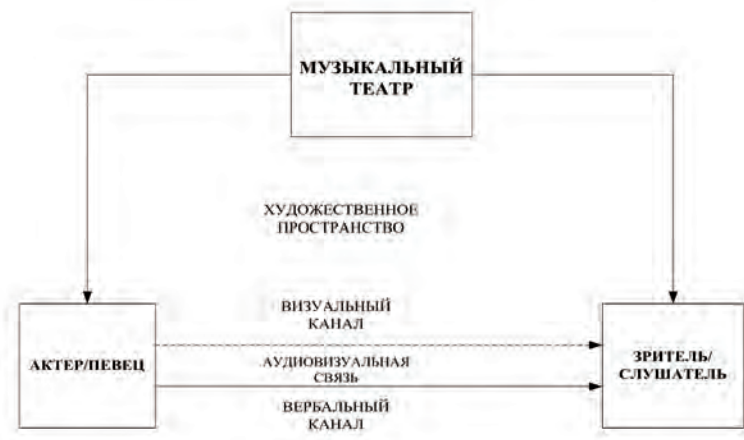 МУЗЫКАЛЬНЫЙ
ТЕАТР
ХУДОЖЕСТВЕННОЕ
ПРОСТРАНСТВО
ВИЗУАЛЬНЫЙ
КАНАЛ
АКТЕР/ПЕВЕЦ
АУДИОВИЗУАЛЬНАЯ
СВЯЗЬ
ЗРИТЕЛЬ/
СЛУШАТЕЛЬ
ВЕРБАЛЬНЫЙ
КАНАЛ